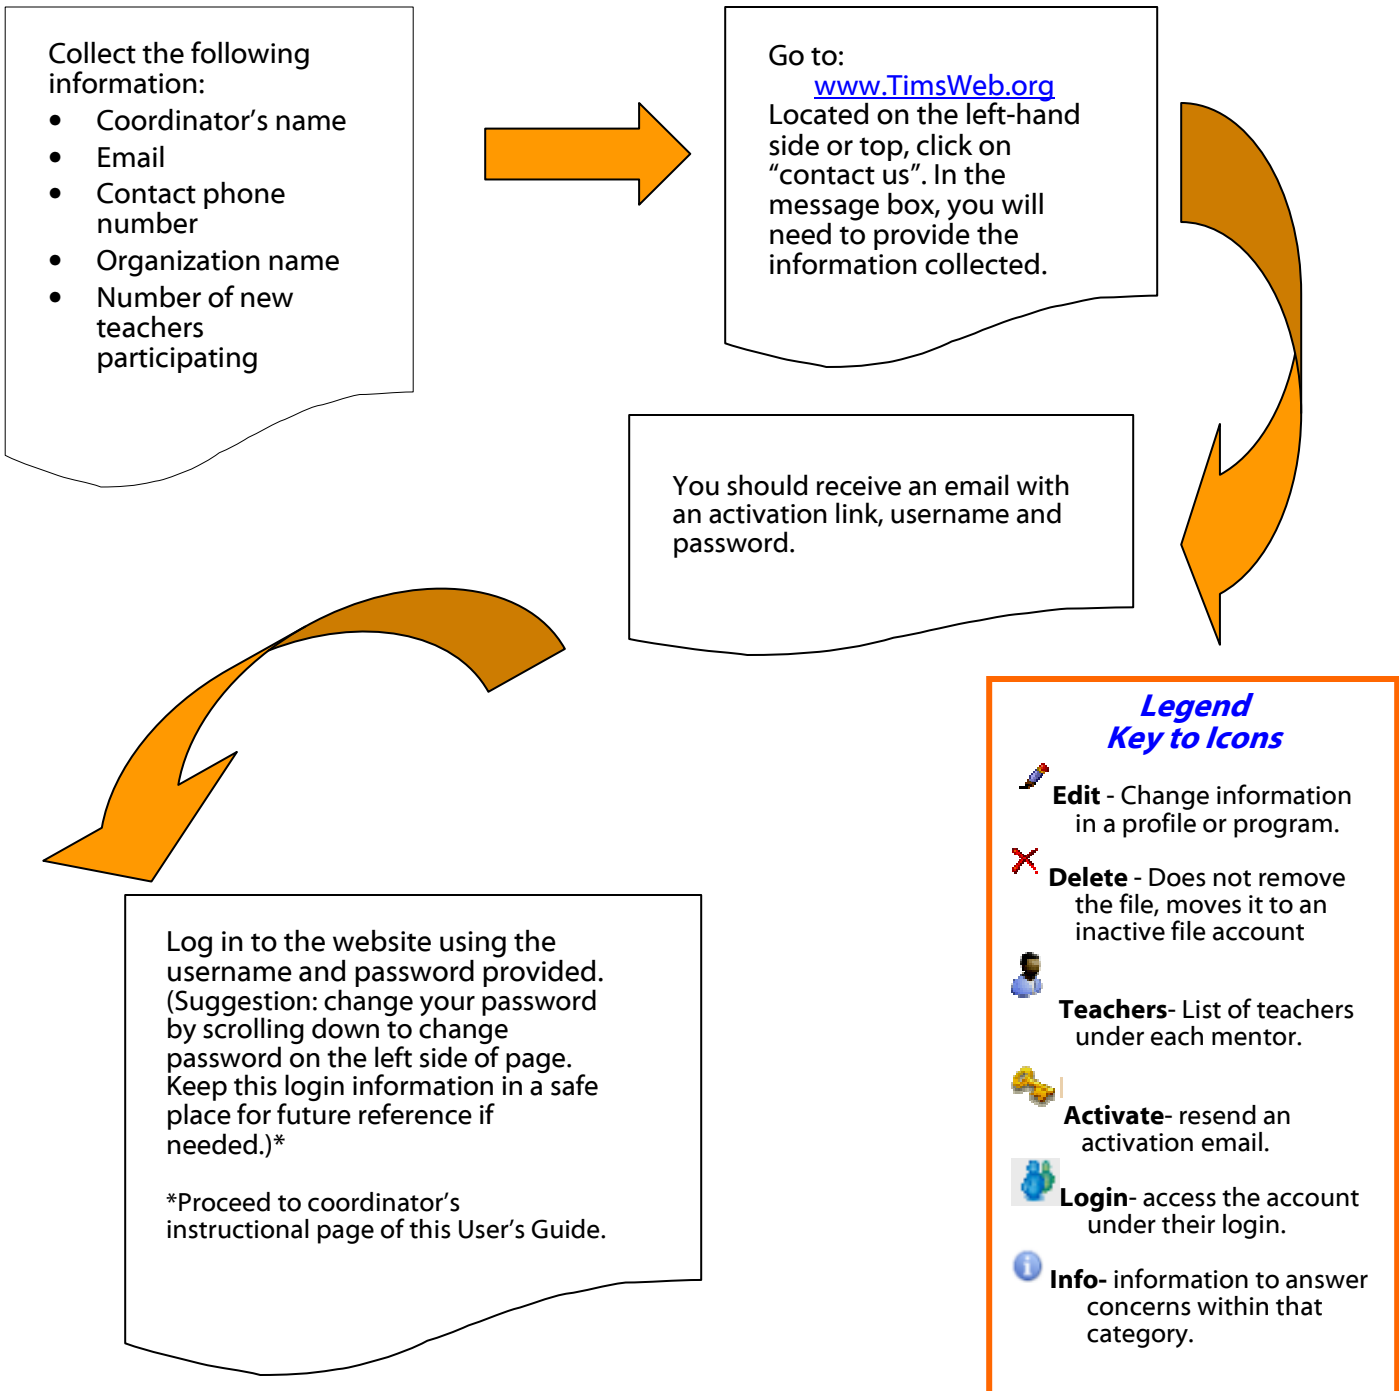 Collect the following
information:
• Coordinator's name
• Email
• Contact phone
number
• Organization name
• Number of new
teachers
participating
Go to:
www.TimsWeb.org
Located on the left-hand
side or top, click on
“contact us”. In the
message box, you will
need to provide the
information collected.
You should receive an email with
an activation link, username and
password.
Log in to the website using the
username and password provided.
(Suggestion: change your password
by scrolling down to change
password on the left side of page.
Keep this login information in a safe
place for future reference if
needed.)*
*Proceed to coordinator's
instructional page of this User's Guide.
Legend
Key to Icons
Edit - Change information
in a profile or program.
Delete - Does not remove
the file, moves it to an
inactive file account
Teachers- List of teachers
under each mentor.
Activate- resend an
activation email.
Login- access the account
under their login.
Info- information to answer
concerns within that
category.